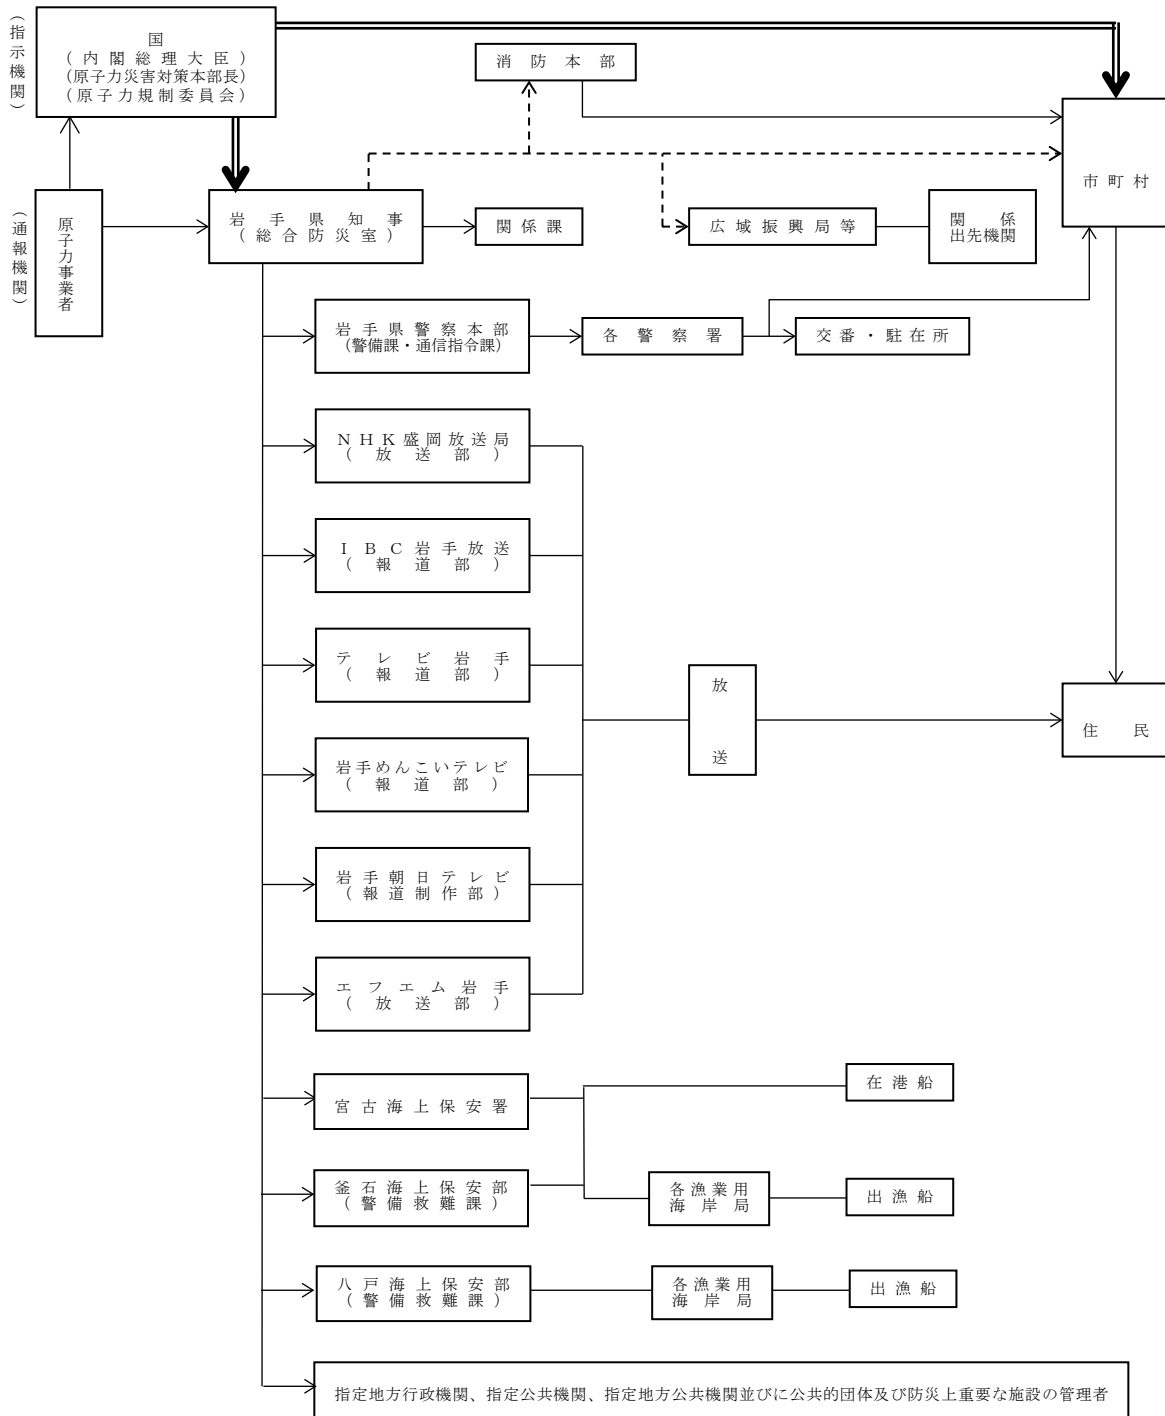 （指示機関）
国
（内閣総理大臣）
（原子力災害対策本部長）
（原子力規制委員会）
消防本部
市町村
（通報機関）
原子力事業者
岩手県知事
（総合防災室）
関係課
広域振興局等
関係
出先機関
岩手県警察本部
（警備課・通信指令課）
各警察署
交番・駐在所
ＮＨＫ盛岡放送局
（放送部）
ＩＢＣ岩手放送
（報道部）
テレビ岩手
（報道部）
放送
住民
岩手めんこいテレビ
（報道部）
岩手朝日テレビ
（報道制作部）
エフエム岩手
（放送部）
在港船
宮古海上保安署
釜石海上保安部
（警備救難課）
各漁業用
海岸局
出漁船
八戸海上保安部
（警備救難課）
各漁業用
海岸局
出漁船
指定地方行政機関、指定公共機関、指定地方公共機関並びに公共的団体及び防災上重要な施設の管理者